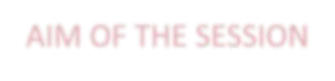 AIM OF THE SESSION